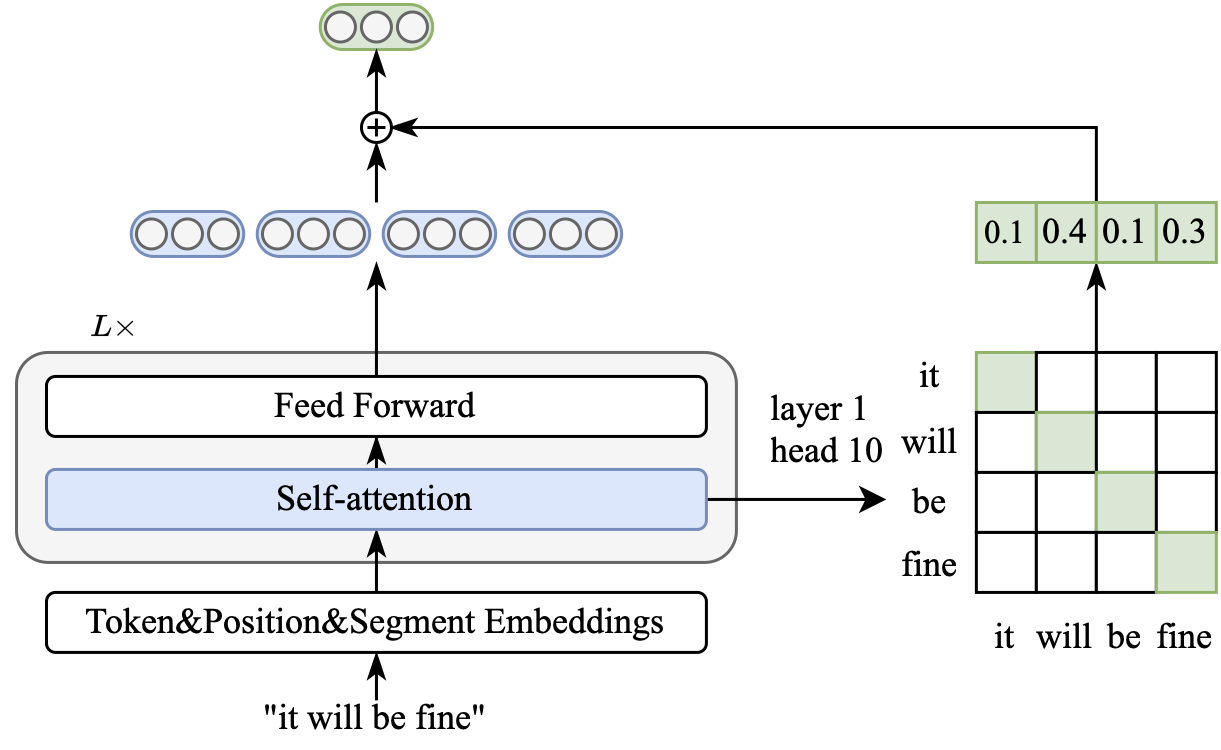 0.1 0.4 0.1 0.3
L×
Feed Forward
Self-attention
Token&Position&Segment Embeddings
"it will be fine"
layer 1
head 10
it
will
be
fine
it will be fine